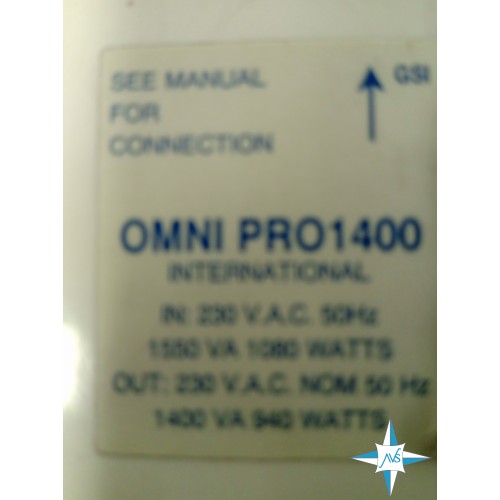 SEE MANUAL
FOR
CONNECTION
GSI
OMNI PRO1400
INTERNATIONAL
IN: 230 V.A.C. 50Hz
1550 VA 1080 WATTS
OUT: 230 V.A.C. NOM 50 Hz
1400 VA 940 WATTS
AVS